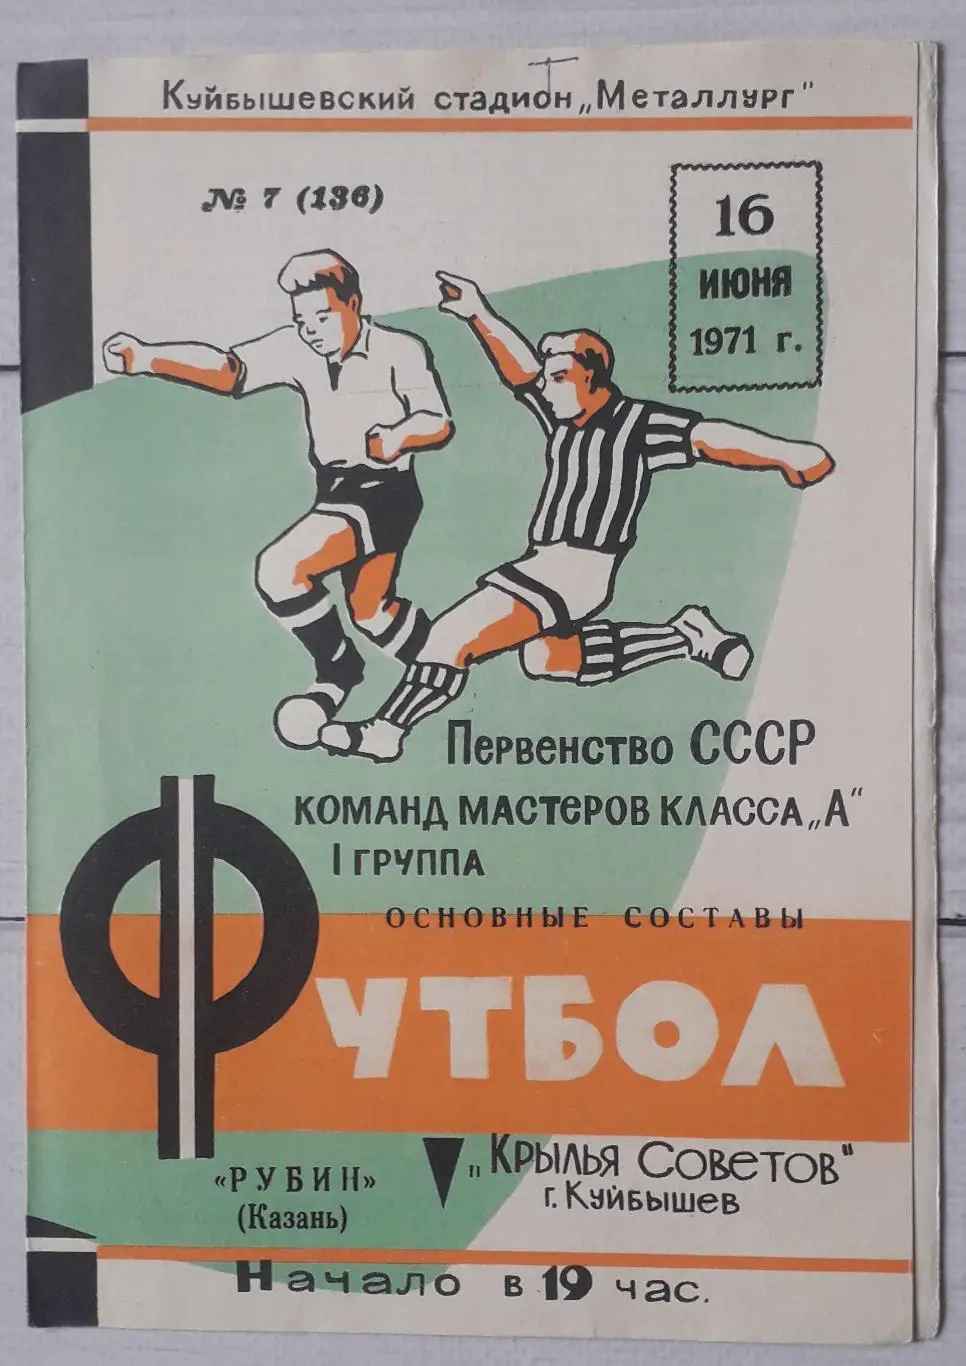 Куйбышевский стадион „Металлург"
№ 7 (136)
16
июня
1971 г.
Первенство СССР
команд мастеров класса „А"
I группа
ОСНОВНЫЕ СОСТАВЫ
ФУТБОЛ
„Крылья Советов"
г. Куйбышев
«РУБИН»
(Казань)
Начало в 19 час.